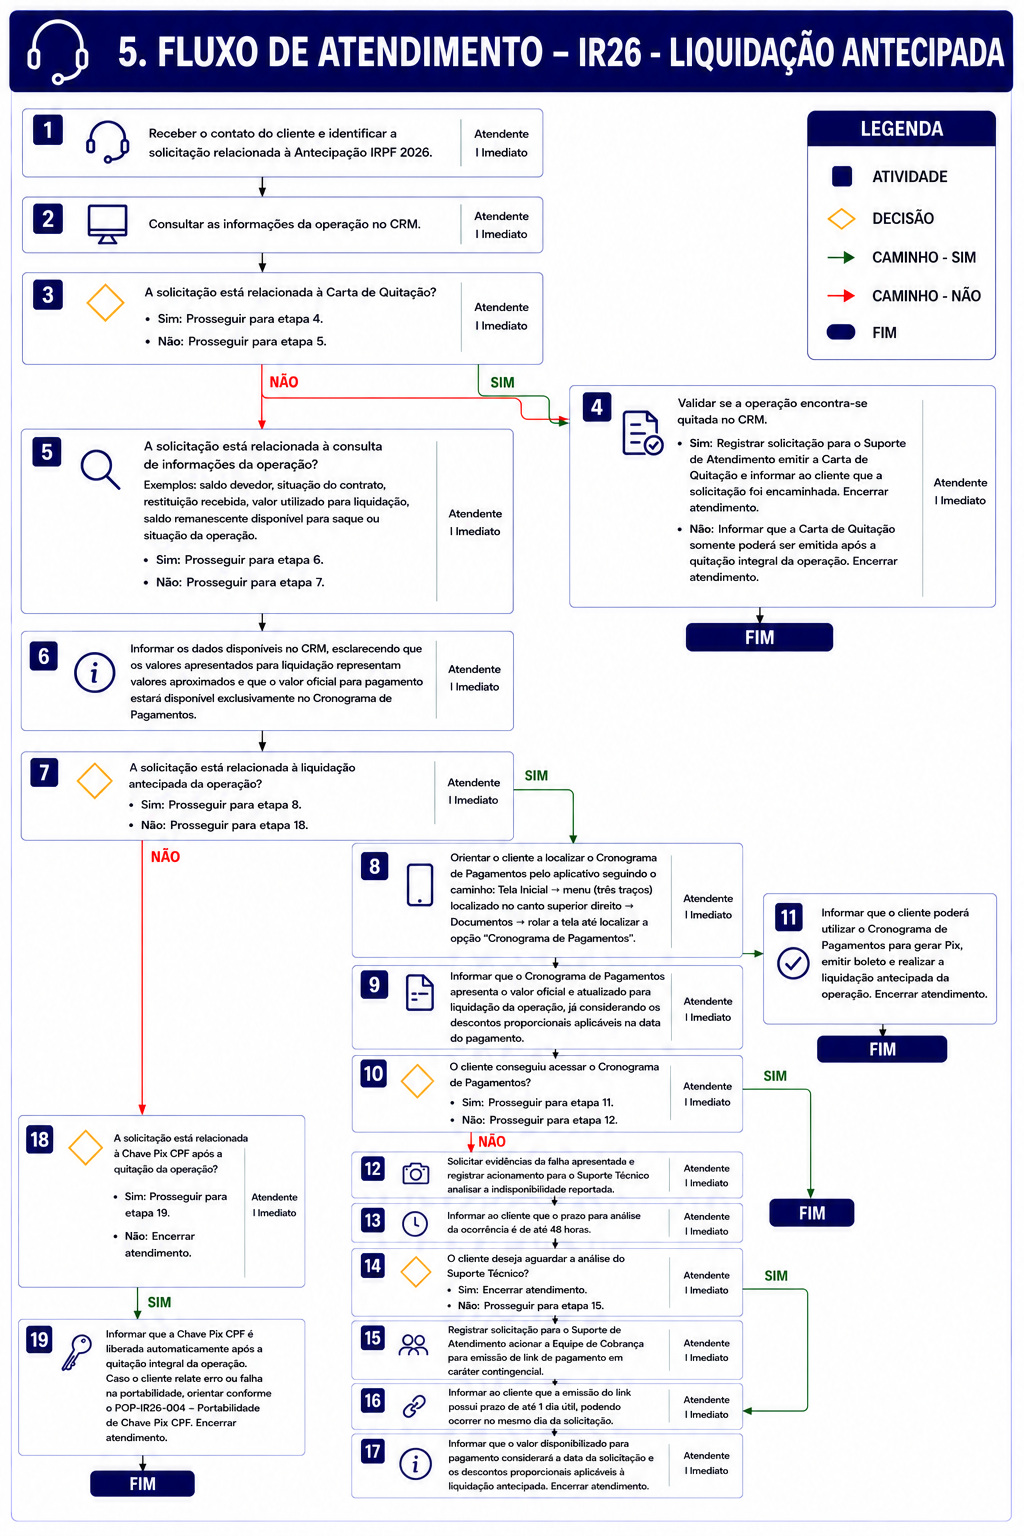 5. FLUXO DE ATENDIMENTO – IR26 - LIQUIDAÇÃO ANTECIPADA
1
Receber o contato do cliente e identificar a
solicitação relacionada à Antecipação IRPF 2026.
Atendente
I Imediato
LEGENDA
ATIVIDADE
DECISÃO
CAMINHO - SIM
CAMINHO - NÃO
FIM
2
Consultar as informações da operação no CRM.
Atendente
I Imediato
3
A solicitação está relacionada à Carta de Quitação?
• Sim: Prosseguir para etapa 4.
• Não: Prosseguir para etapa 5.
Atendente
I Imediato
NÃO
SIM
4
Validar se a operação encontra-se
quitada no CRM.
• Sim: Registrar solicitação para o Suporte
de Atendimento emitir a Carta de
Quitação e informar ao cliente que a
solicitação foi encaminhada. Encerrar
atendimento.
• Não: Informar que a Carta de Quitação
somente poderá ser emitida após a
quitação integral da operação. Encerrar
atendimento.
Atendente
I Imediato
FIM
5
A solicitação está relacionada à consulta
de informações da operação?
Exemplos: saldo devedor, situação do contrato,
restituição recebida, valor utilizado para liquidação,
saldo remanescente disponível para saque ou
situação da operação.
• Sim: Prosseguir para etapa 6.
• Não: Prosseguir para etapa 7.
Atendente
I Imediato
6
Informar os dados disponíveis no CRM, esclarecendo que
os valores apresentados para liquidação representam
valores aproximados e que o valor oficial para pagamento
estará disponível exclusivamente no Cronograma de
Pagamentos.
Atendente
I Imediato
7
A solicitação está relacionada à liquidação
antecipada da operação?
• Sim: Prosseguir para etapa 8.
• Não: Prosseguir para etapa 18.
Atendente
I Imediato
SIM
NÃO
8
Orientar o cliente a localizar o Cronograma
de Pagamentos pelo aplicativo seguindo o
caminho: Tela Inicial → menu (três traços)
localizado no canto superior direito →
Documentos → rolar a tela até localizar a
opção "Cronograma de Pagamentos".
Atendente
I Imediato
9
Informar que o Cronograma de Pagamentos
apresenta o valor oficial e atualizado para
liquidação da operação, já considerando os
descontos proporcionais aplicáveis na data
do pagamento.
Atendente
I Imediato
11
Informar que o cliente poderá
utilizar o Cronograma de
Pagamentos para gerar Pix,
emitir boleto e realizar a
liquidação antecipada da
operação. Encerrar atendimento.
FIM
10
O cliente conseguiu acessar o Cronograma
de Pagamentos?
• Sim: Prosseguir para etapa 11.
• Não: Prosseguir para etapa 12.
Atendente
I Imediato
SIM
NÃO
FIM
12
Solicitar evidências da falha apresentada e
registrar acionamento para o Suporte Técnico
analisar a indisponibilidade reportada.
Atendente
I Imediato
13
Informar ao cliente que o prazo para análise
da ocorrência é de até 48 horas.
Atendente
I Imediato
14
O cliente deseja aguardar a análise do
Suporte Técnico?
• Sim: Encerrar atendimento.
• Não: Prosseguir para etapa 15.
Atendente
I Imediato
SIM
15
Registrar solicitação para o Suporte de
Atendimento acionar a Equipe de Cobrança
para emissão de link de pagamento em
caráter contingencial.
Atendente
I Imediato
16
Informar ao cliente que a emissão do link
possui prazo de até 1 dia útil, podendo
ocorrer no mesmo dia da solicitação.
Atendente
I Imediato
17
Informar que o valor disponibilizado para
pagamento considerará a data da solicitação e
os descontos proporcionais aplicáveis à
liquidação antecipada. Encerrar atendimento.
Atendente
I Imediato
18
A solicitação está relacionada
à Chave Pix CPF após a
quitação da operação?
• Sim: Prosseguir para
etapa 19.
• Não: Encerrar
atendimento.
Atendente
I Imediato
SIM
19
Informar que a Chave Pix CPF é
liberada automaticamente após a
quitação integral da operação.
Caso o cliente relate erro ou falha
na portabilidade, orientar conforme
o POP-IR26-004 – Portabilidade
de Chave Pix CPF. Encerrar
atendimento.
FIM